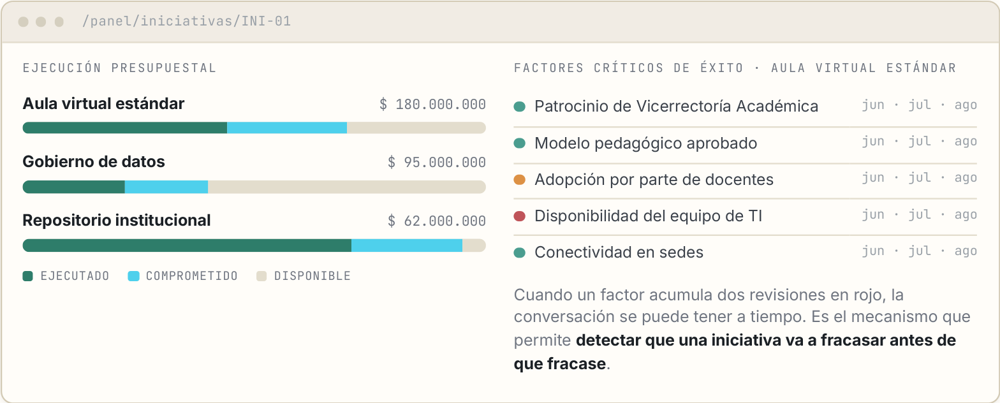 /panel/iniciativas/INI-01
EJECUCIÓN PRESUPUESTAL
Aula virtual estándar $ 180.000.000
Gobierno de datos $ 95.000.000
Repositorio institucional $ 62.000.000
EJECUTADO COMPROMETIDO DISPONIBLE
FACTORES CRÍTICOS DE ÉXITO · AULA VIRTUAL ESTÁNDAR
Patrocinio de Vicerrectoría Académica jun · jul · ago
Modelo pedagógico aprobado jun · jul · ago
Adopción por parte de docentes jun · jul · ago
Disponibilidad del equipo de TI jun · jul · ago
Conectividad en sedes jun · jul · ago
Cuando un factor acumula dos revisiones en rojo, la
conversación se puede tener a tiempo. Es el mecanismo que
permite detectar que una iniciativa va a fracasar antes de
que fracase.